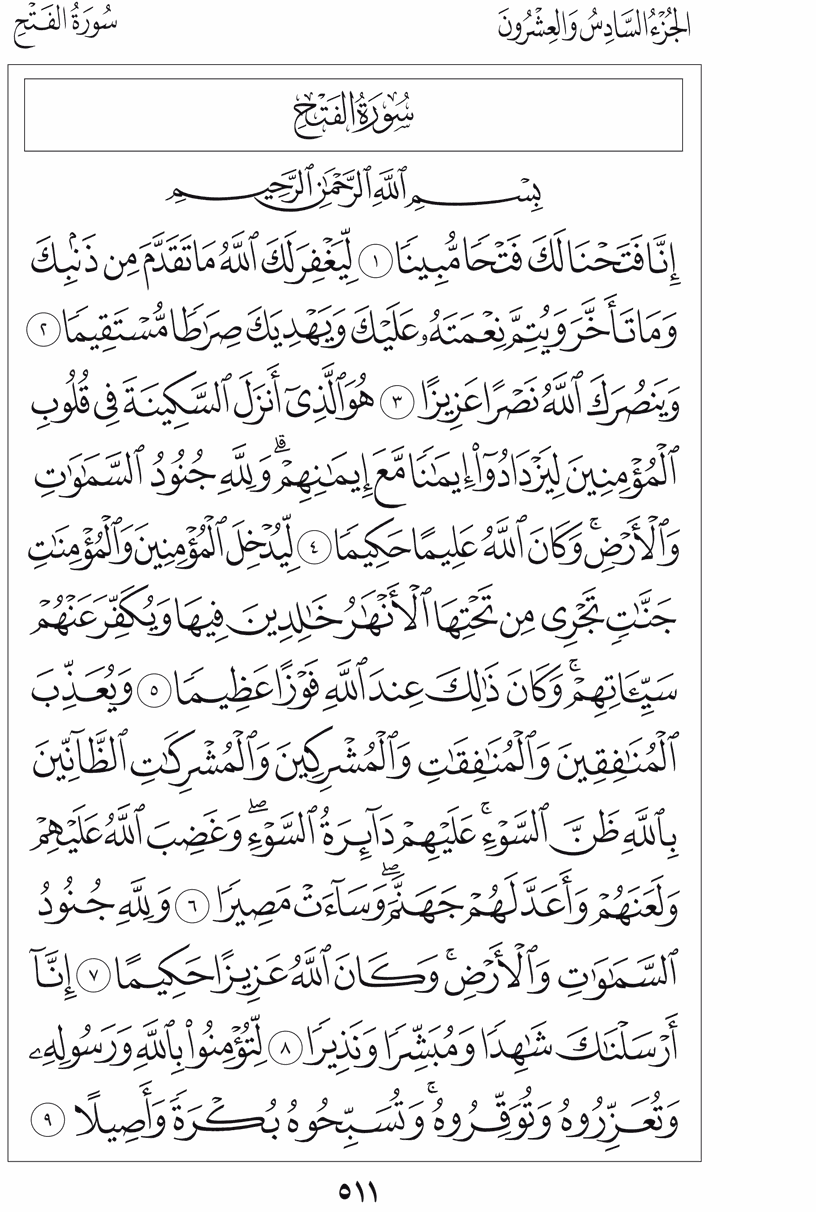 الجُزْءُ السَّادِسُ وَالعِشْرُونَ
سُورَةُ الفَتْحِ
سُورَةُ الفَتْحِ
بِسْمِ ٱللَّهِ ٱلرَّحْمَٰنِ ٱلرَّحِيمِ
إِنَّا فَتَحْنَا لَكَ فَتْحًا مُّبِينًا ١ لِّيَغْفِرَ لَكَ ٱللَّهُ مَا تَقَدَّمَ مِن ذَنۢبِكَ
وَمَا تَأَخَّرَ وَيُتِمَّ نِعْمَتَهُۥ عَلَيْكَ وَيَهْدِيَكَ صِرَٰطًا مُّسْتَقِيمًا ٢
وَيَنصُرَكَ ٱللَّهُ نَصْرًا عَزِيزًا ٣ هُوَ ٱلَّذِىٓ أَنزَلَ ٱلسَّكِينَةَ فِى قُلُوبِ
ٱلْمُؤْمِنِينَ لِيَزْدَادُوٓا۟ إِيمَٰنًا مَّعَ إِيمَٰنِهِمْ ۗ وَلِلَّهِ جُنُودُ ٱلسَّمَٰوَٰتِ
وَٱلْأَرْضِ ۚ وَكَانَ ٱللَّهُ عَلِيمًا حَكِيمًا ٤ لِّيُدْخِلَ ٱلْمُؤْمِنِينَ وَٱلْمُؤْمِنَٰتِ
جَنَّٰتٍ تَجْرِى مِن تَحْتِهَا ٱلْأَنْهَٰرُ خَٰلِدِينَ فِيهَا وَيُكَفِّرَ عَنْهُمْ
سَيِّـَٔاتِهِمْ ۚ وَكَانَ ذَٰلِكَ عِندَ ٱللَّهِ فَوْزًا عَظِيمًا ٥ وَيُعَذِّبَ
ٱلْمُنَٰفِقِينَ وَٱلْمُنَٰفِقَٰتِ وَٱلْمُشْرِكِينَ وَٱلْمُشْرِكَٰتِ ٱلظَّآنِّينَ
بِٱللَّهِ ظَنَّ ٱلسَّوْءِ ۚ عَلَيْهِمْ دَآئِرَةُ ٱلسَّوْءِ ۖ وَغَضِبَ ٱللَّهُ عَلَيْهِمْ
وَلَعَنَهُمْ وَأَعَدَّ لَهُمْ جَهَنَّمَ ۖ وَسَآءَتْ مَصِيرًا ٦ وَلِلَّهِ جُنُودُ
ٱلسَّمَٰوَٰتِ وَٱلْأَرْضِ ۚ وَكَانَ ٱللَّهُ عَزِيزًا حَكِيمًا ٧ إِنَّآ
أَرْسَلْنَٰكَ شَٰهِدًا وَمُبَشِّرًا وَنَذِيرًا ٨ لِّتُؤْمِنُوا۟ بِٱللَّهِ وَرَسُولِهِۦ
وَتُعَزِّرُوهُ وَتُوَقِّرُوهُ ۚ وَتُسَبِّحُوهُ بُكْرَةً وَأَصِيلًا ٩
٥١١